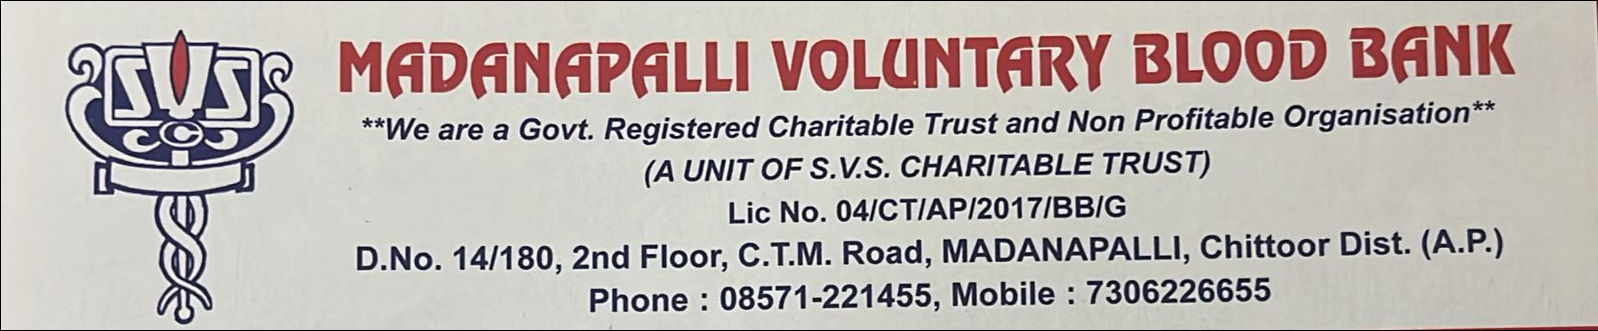 SVS
MADANAPALLI VOLUNTARY BLOOD BANK
**We are a Govt. Registered Charitable Trust and Non Profitable Organisation**
(A UNIT OF S.V.S. CHARITABLE TRUST)
Lic No. 04/CT/AP/2017/BB/G
D.No. 14/180, 2nd Floor, C.T.M. Road, MADANAPALLI, Chittoor Dist. (A.P.)
Phone : 08571-221455, Mobile : 7306226655